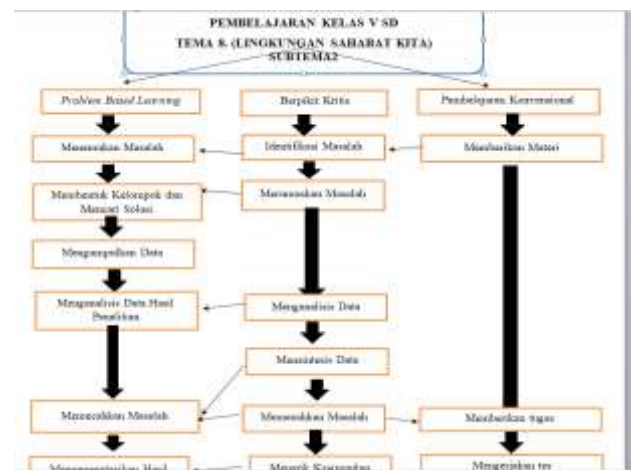 PEMBELAJARAN KELAS V SD
TEMA 8. (LINGKUNGAN SAHABAT KITA)
SUBTEMA2
Problem Based Learning
Berpikir Kritis
Pembelajaran Konvensional
Identifikasi Masalah
Memberikan Materi
Merumuskan Masalah
Membentuk Kelompok dan
Mencari Solusi
Mengumpulkan Data
Menganalisis Data Hasil
Penelitian
Menganalisis Data
Mensintesis Data
Memecahkan Masalah
Memecahkan Masalah
Memberikan tugas
Menarik Kesimpulan
Mengerjakan tes